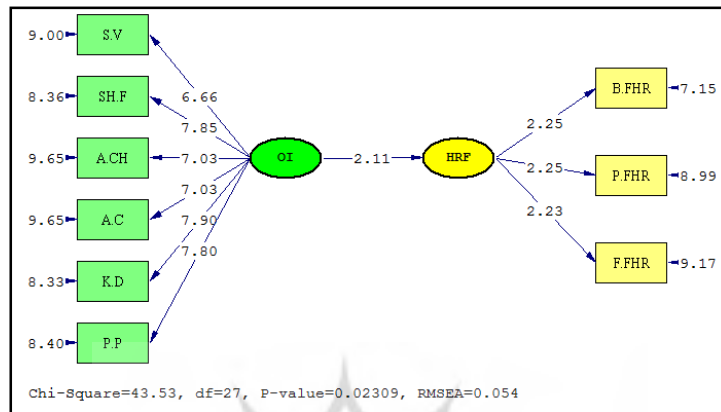 9.00 S.V
8.36 SH.F
9.65 A.CH
9.65 A.C
8.33 K.D
8.40 P.P
6.66
7.85
7.03
7.03
7.90
7.80
OI 2.11 HRF
2.25
2.25
2.23
B.FHR 7.15
P.FHR 8.99
F.FHR 9.17
Chi-Square=43.53, df=27, P-value=0.02309, RMSEA=0.054